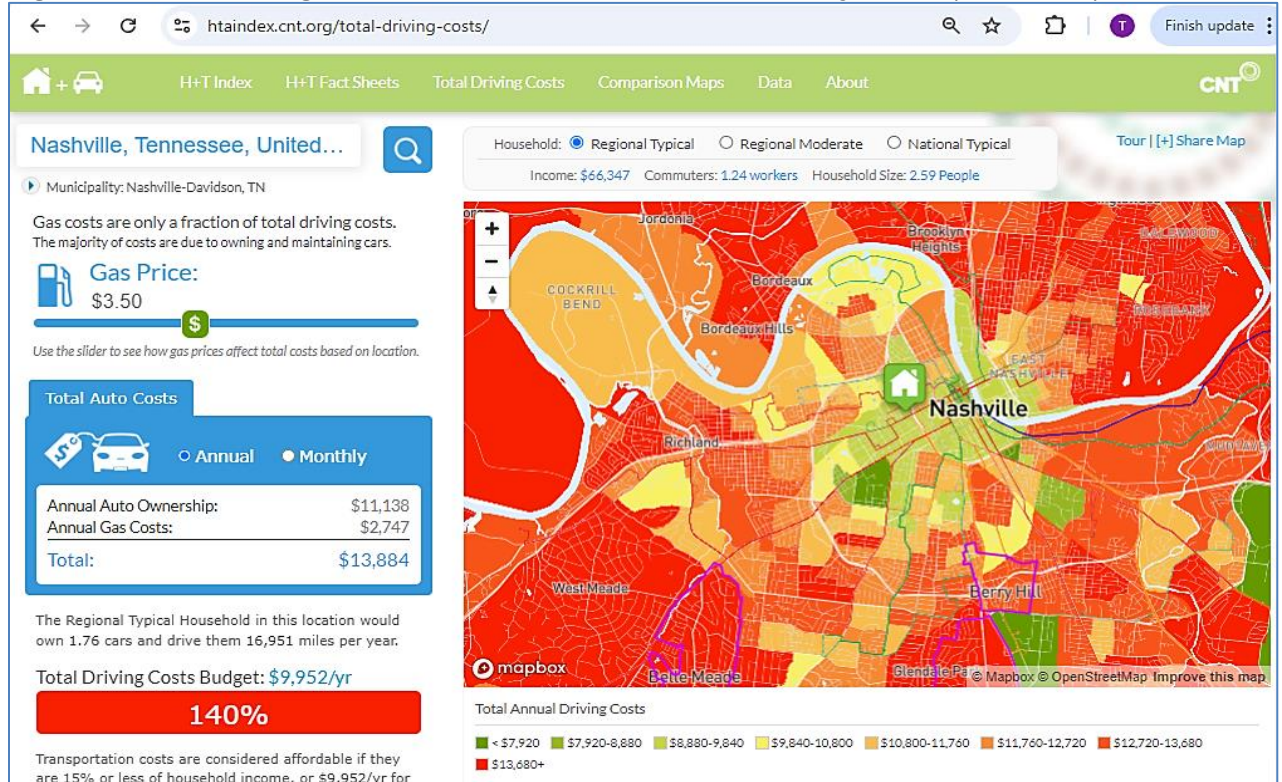 htaindex.cnt.org/total-driving-costs/
T
Finish update
H+T Index
H+T Fact Sheets
Total Driving Costs
Comparison Maps
Data
About
CNT
Nashville, Tennessee, United...
Municipality: Nashville-Davidson, TN
Gas costs are only a fraction of total driving costs.
The majority of costs are due to owning and maintaining cars.
Gas Price:
$3.50
$
Use the slider to see how gas prices affect total costs based on location.
Total Auto Costs
$
Annual
Monthly
Annual Auto Ownership: $11,138
Annual Gas Costs: $2,747
Total: $13,884
The Regional Typical Household in this location would
own 1.76 cars and drive them 16,951 miles per year.
Total Driving Costs Budget: $9,952/yr
140%
Transportation costs are considered affordable if they
are 15% or less of household income, or $9,952/yr for
Household: Regional Typical Regional Moderate National Typical
Income: $66,347 Commuters: 1.24 workers Household Size: 2.59 People
Tour | [+] Share Map
+
−
Jordonia
Brooklyn
Heights
Bordeaux
COCKRILL
BEND
Bordeaux Hills
EAST
NASHVILLE
Nashville
Richland
West Meade
Berry Hill
Belle Meade
mapbox
© Mapbox © OpenStreetMap Improve this map
Total Annual Driving Costs
< $7,920 $7,920-8,880 $8,880-9,840 $9,840-10,800 $10,800-11,760 $11,760-12,720 $12,720-13,680
$13,680+